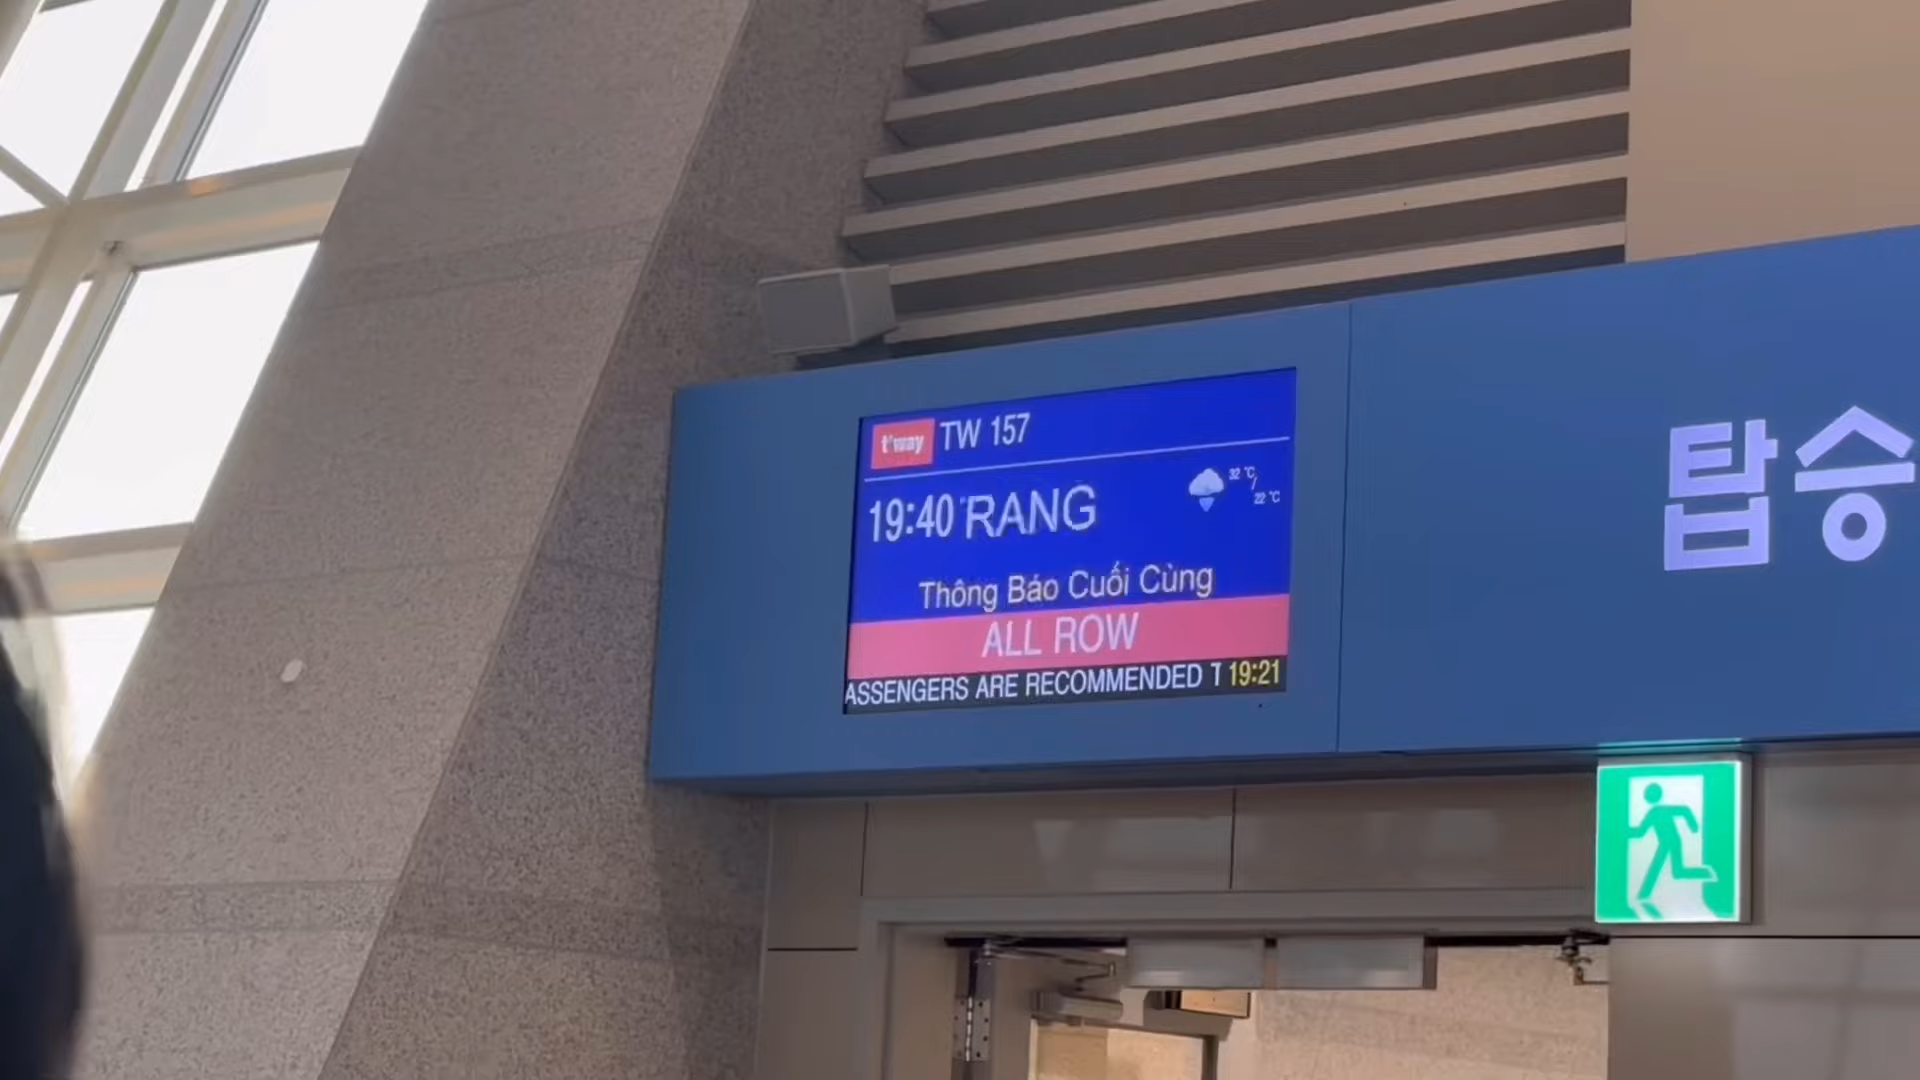 t'way TW 157
19:40 RANG
32 °C/
22 °C
Thông Báo Cuối Cùng
ALL ROW
ASSENGERS ARE RECOMMENDED T 19:21
탑승